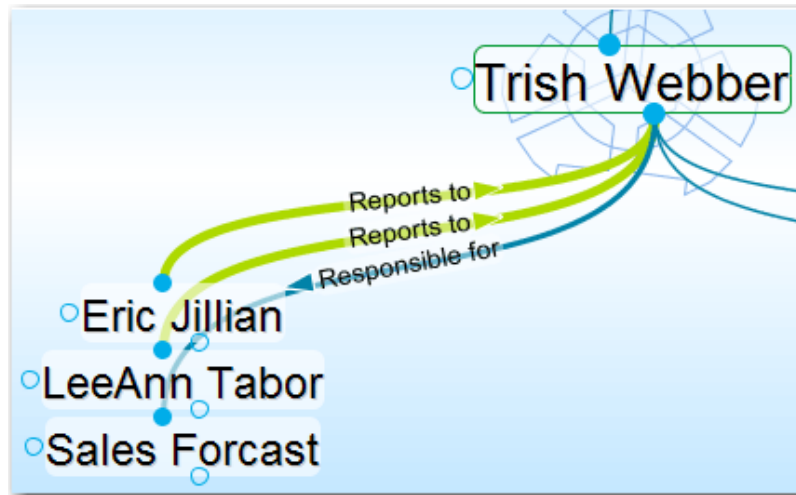 Trish Webber
Reports to
Reports to
Responsible for
Eric Jillian
LeeAnn Tabor
Sales Forcast